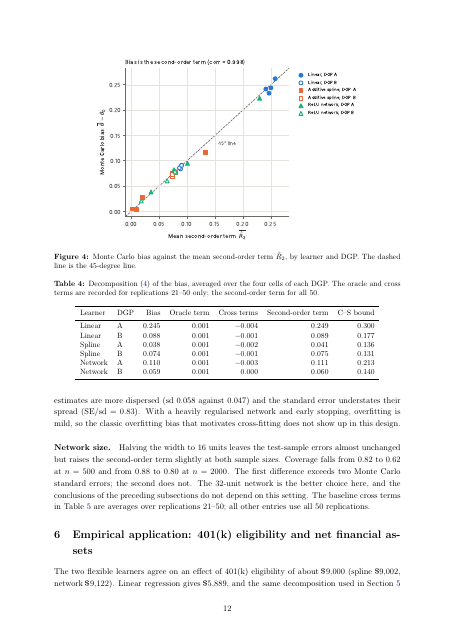 Bias is the second-order term (corr = 0.998)
Linear, DGP A
Linear, DGP B
Additive spline, DGP A
Additive spline, DGP B
ReLU network, DGP A
ReLU network, DGP B
0.25
0.20
0.15
0.10
0.05
0.00
45° line
0.00 0.05 0.10 0.15 0.20 0.25
Mean second-order term
Figure 4: Monte Carlo bias against the mean second-order term R̂₂, by learner and DGP. The dashed
line is the 45-degree line.
Table 4: Decomposition (4) of the bias, averaged over the four cells of each DGP. The oracle and cross
terms are recorded for replications 21–50 only; the second-order term for all 50.
Learner DGP Bias Oracle term Cross terms Second-order term C–S bound
Linear A 0.245 0.001 −0.004 0.249 0.300
Linear B 0.088 0.001 −0.001 0.089 0.177
Spline A 0.038 0.001 −0.002 0.041 0.136
Spline B 0.074 0.001 −0.001 0.075 0.131
Network A 0.110 0.001 −0.003 0.111 0.213
Network B 0.059 0.001 0.000 0.060 0.140
estimates are more dispersed (sd 0.058 against 0.047) and the standard error understates their
spread (SE/sd = 0.83). With a heavily regularised network and early stopping, overfitting is
mild, so the classic overfitting bias that motivates cross-fitting does not show up in this design.
Network size. Halving the width to 16 units leaves the test-sample errors almost unchanged
but raises the second-order term slightly at both sample sizes. Coverage falls from 0.82 to 0.62
at n = 500 and from 0.88 to 0.80 at n = 2000. The first difference exceeds two Monte Carlo
standard errors; the second does not. The 32-unit network is the better choice here, and the
conclusions of the preceding subsections do not depend on this setting. The baseline cross terms
in Table 5 are averages over replications 21–50; all other entries use all 50 replications.
6 Empirical application: 401(k) eligibility and net financial as-
sets
The two flexible learners agree on an effect of 401(k) eligibility of about $9,000 (spline $9,002,
network $9,122). Linear regression gives $5,889, and the same decomposition used in Section 5
12